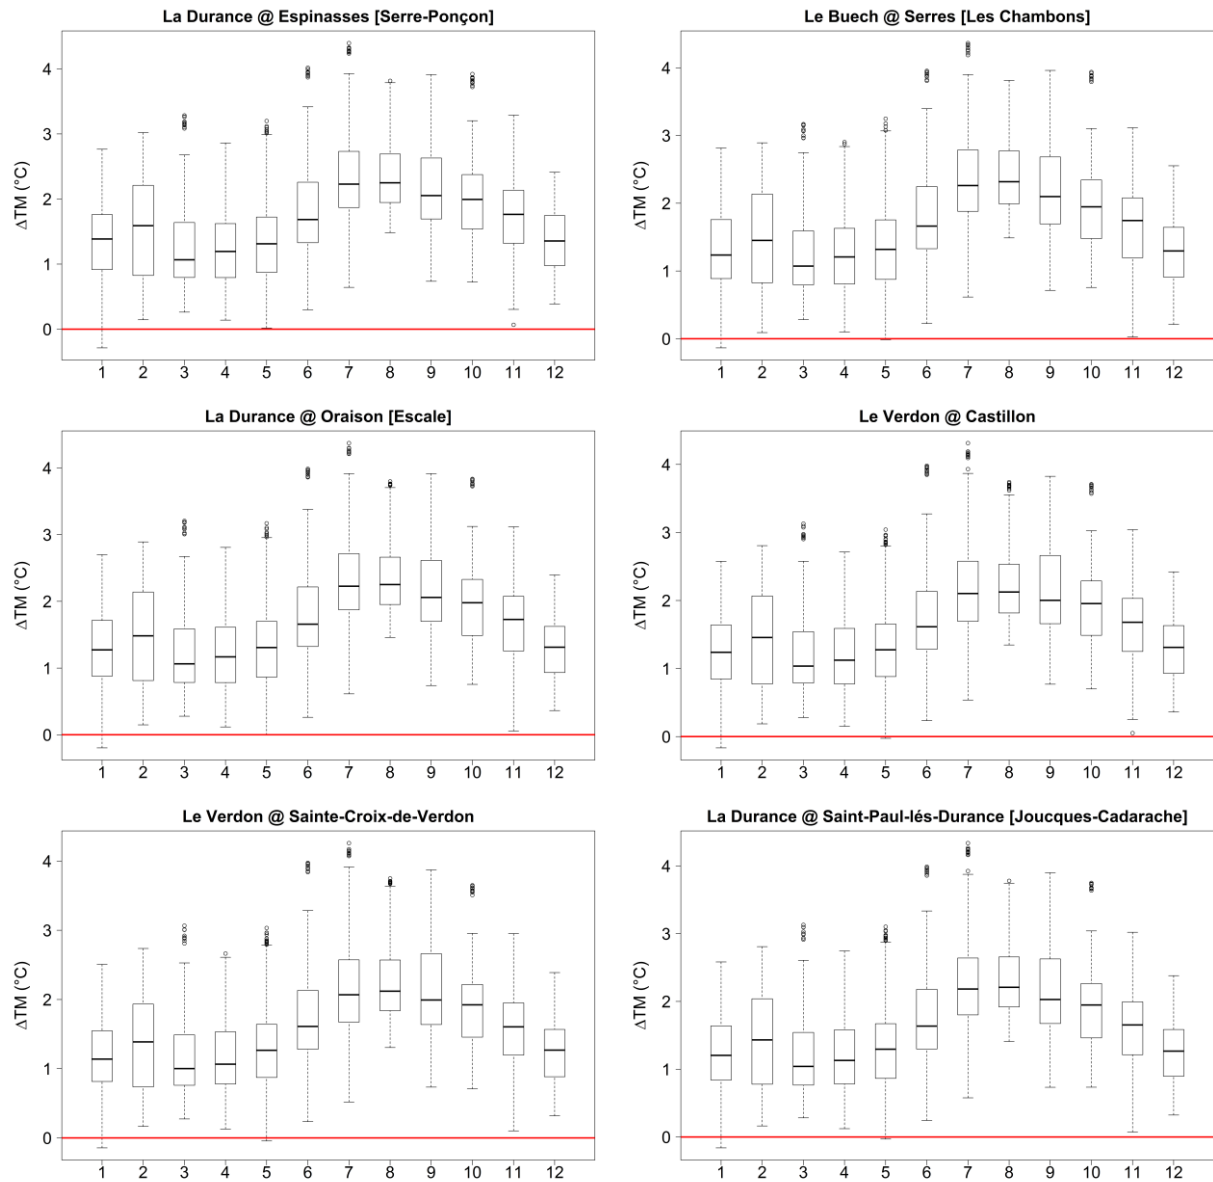 La Durance @ Espinasses [Serre-Ponçon]
4
3
2
1
0
ΔTM (°C)
1 2 3 4 5 6 7 8 9 10 11 12
Le Buech @ Serres [Les Chambons]
4
3
2
1
0
ΔTM (°C)
1 2 3 4 5 6 7 8 9 10 11 12
La Durance @ Oraison [Escale]
4
3
2
1
0
ΔTM (°C)
1 2 3 4 5 6 7 8 9 10 11 12
Le Verdon @ Castillon
4
3
2
1
0
ΔTM (°C)
1 2 3 4 5 6 7 8 9 10 11 12
Le Verdon @ Sainte-Croix-de-Verdon
4
3
2
1
0
ΔTM (°C)
1 2 3 4 5 6 7 8 9 10 11 12
La Durance @ Saint-Paul-lés-Durance [Joucques-Cadarache]
4
3
2
1
0
ΔTM (°C)
1 2 3 4 5 6 7 8 9 10 11 12